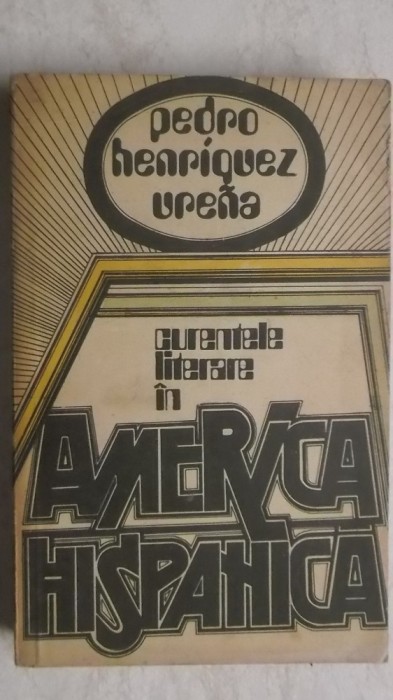 pedro
henríquez
ureña
curentele
literare
în
AMERICA
HISPANICA